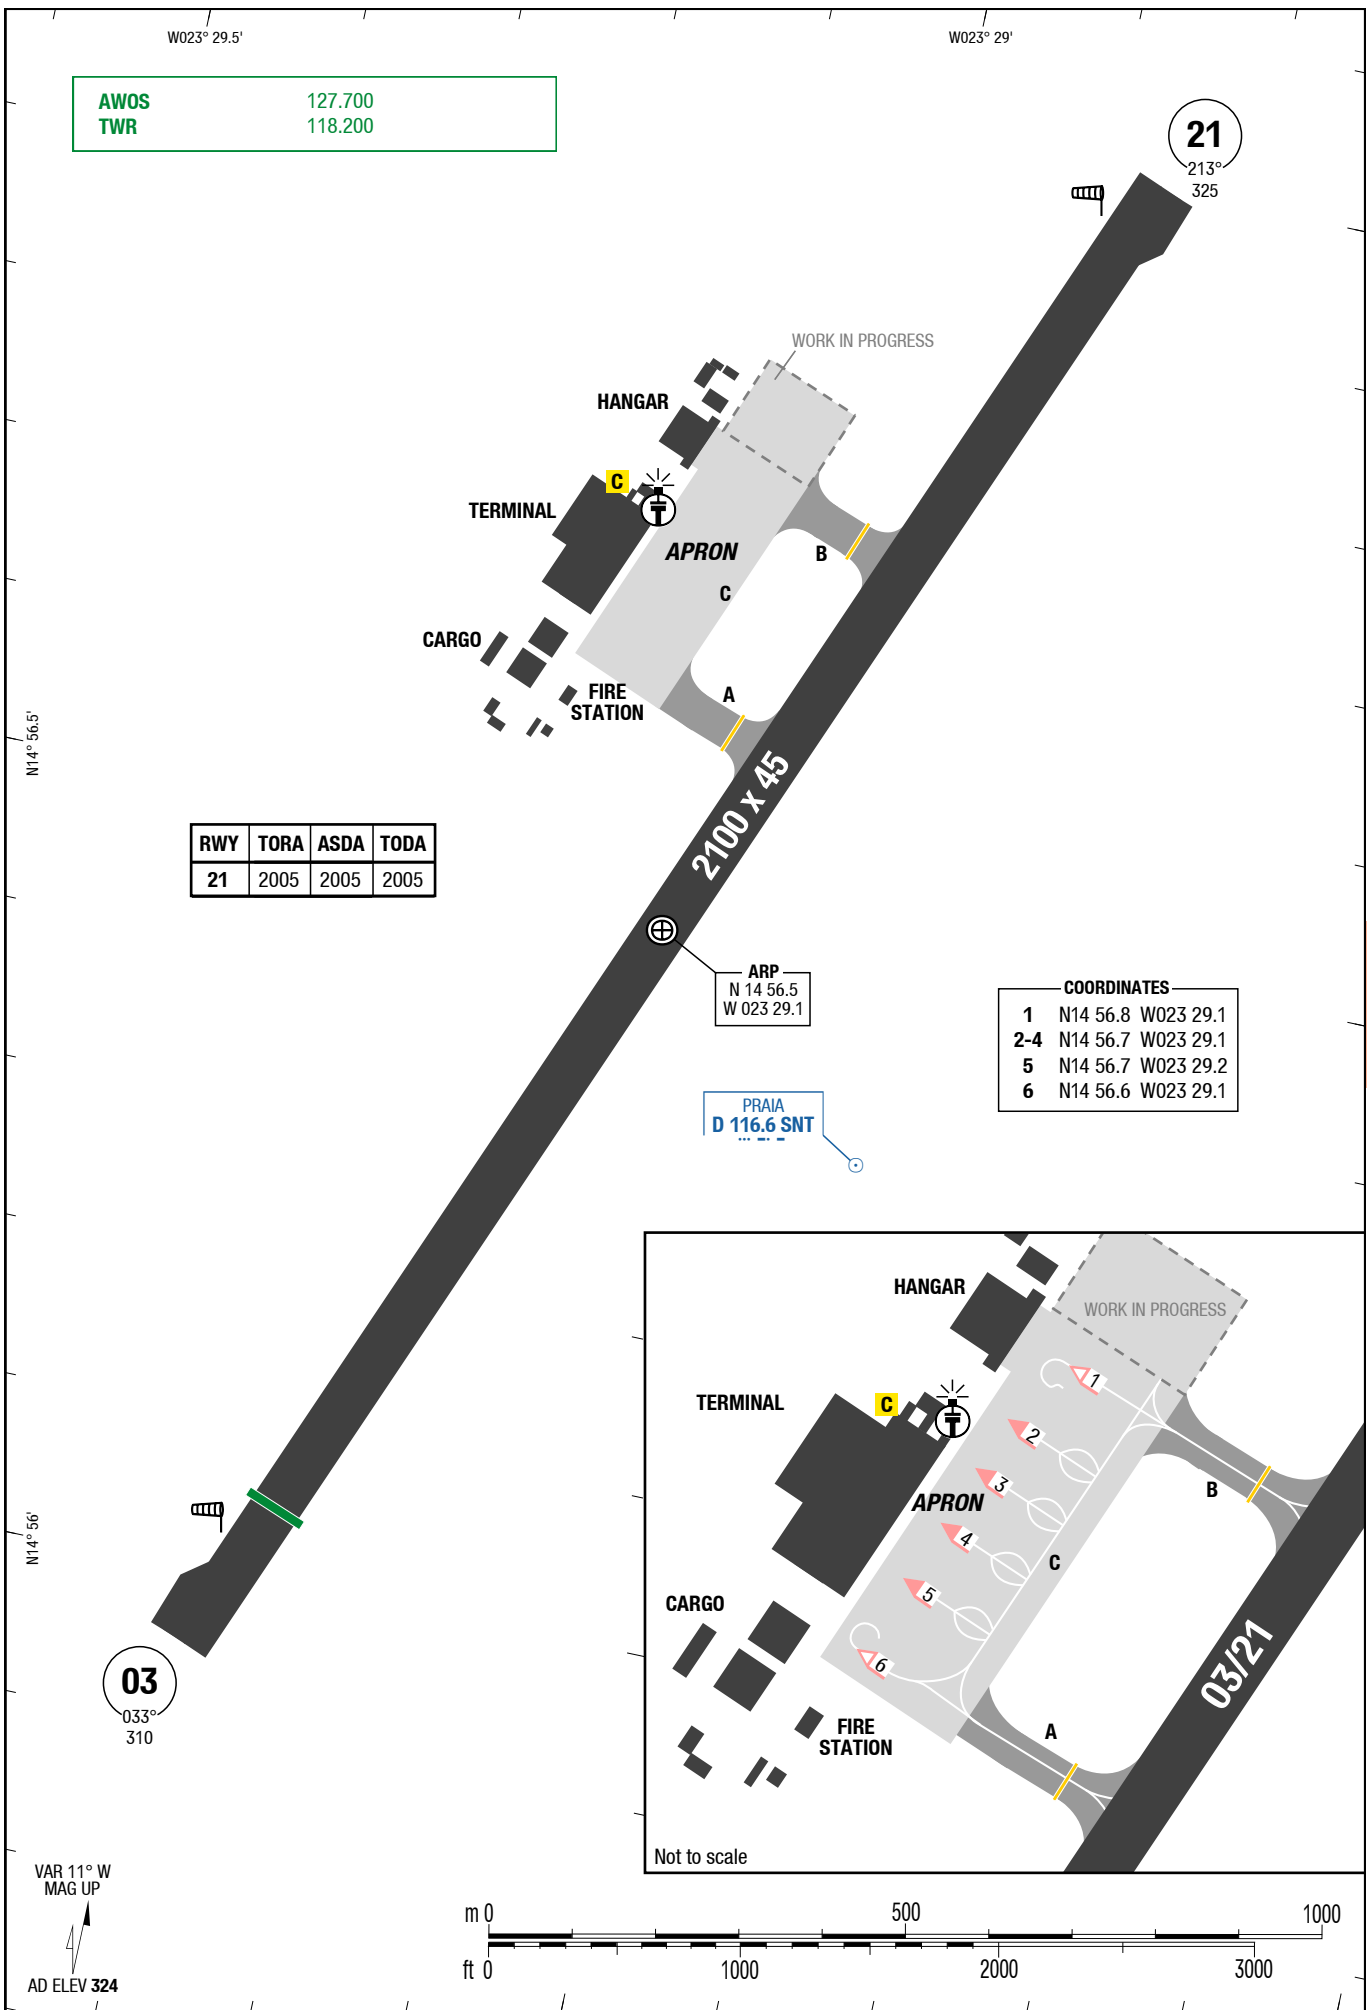 W023° 29.5'
W023° 29'
AWOS 127.700
TWR 118.200
21
213°
325
WORK IN PROGRESS
HANGAR
C
TERMINAL
APRON
B
C
CARGO
A
FIRE
STATION
N14° 56.5'
2100 x 45
RWY TORA ASDA TODA
21 2005 2005 2005
ARP
N 14 56.5
W 023 29.1
COORDINATES
1 N14 56.8 W023 29.1
2-4 N14 56.7 W023 29.1
5 N14 56.7 W023 29.2
6 N14 56.6 W023 29.1
PRAIA
D 116.6 SNT
N14° 56'
03
033°
310
HANGAR
WORK IN PROGRESS
1
TERMINAL
C
2
3
APRON
B
4
C
5
CARGO
6
03/21
A
FIRE
STATION
Not to scale
VAR 11° W
MAG UP
AD ELEV 324
m 0 500 1000
ft 0 1000 2000 3000